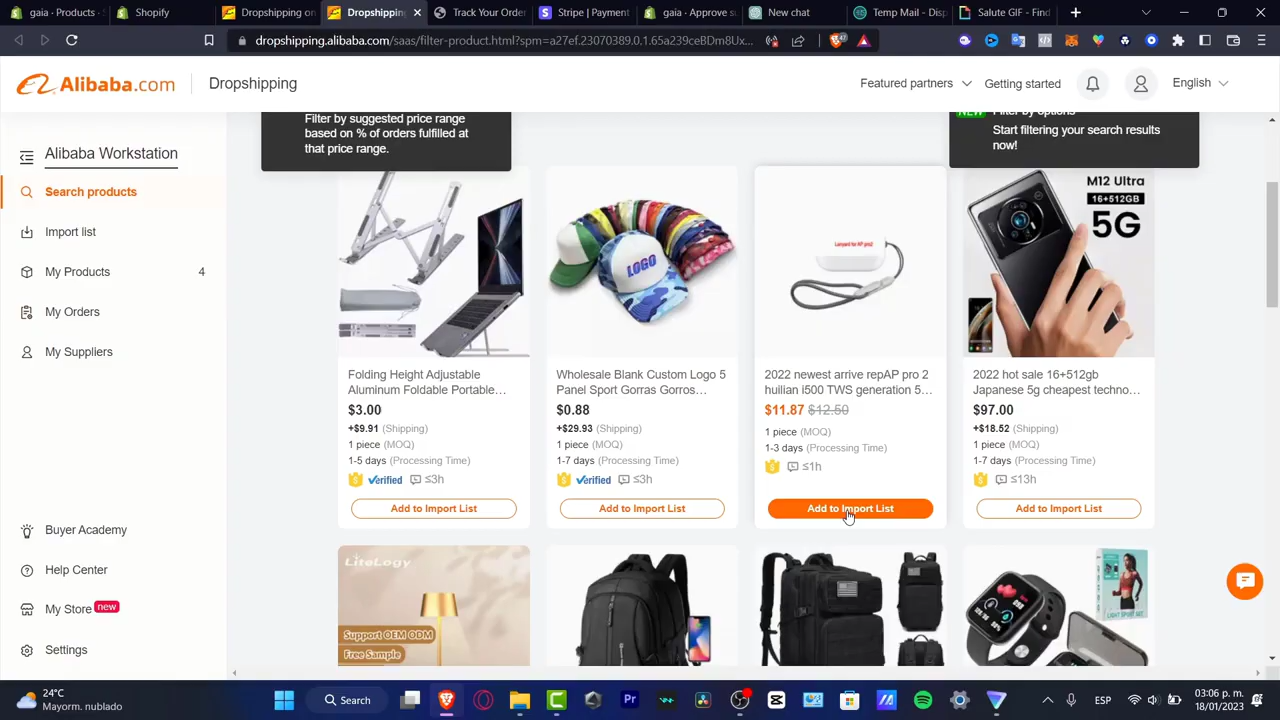 gaia · Products · S
Shopify
Dropshipping on
Dropshipping
Track Your Order
Stripe | Payment
gaia · Approve su
New chat
Temp Mail - Disp
Salute GIF - Find
dropshipping.alibaba.com/saas/filter-product.html?spm=a27ef.23070389.0.1.65a239ceBDm8Ux...
47
Alibaba.com
Dropshipping
Featured partners
Getting started
English
Filter by suggested price range
based on % of orders fulfilled at
that price range.
NEW Filter by options
Start filtering your search results
now!
Alibaba Workstation
Search products
Import list
My Products 4
My Orders
My Suppliers
Buyer Academy
Help Center
My Store new
Settings
Folding Height Adjustable
Aluminum Foldable Portable...
$3.00
+$9.91 (Shipping)
1 piece (MOQ)
1-5 days (Processing Time)
Verified ≤3h
Add to Import List
LOGO
Wholesale Blank Custom Logo 5
Panel Sport Gorras Gorros...
$0.88
+$29.93 (Shipping)
1 piece (MOQ)
1-7 days (Processing Time)
Verified ≤3h
Add to Import List
Lanyard for AP pro2
2022 newest arrive repAP pro 2
huilian i500 TWS generation 5...
$11.87 $12.50
1 piece (MOQ)
1-3 days (Processing Time)
≤1h
Add to Import List
M12 Ultra
16+512GB
5G
2022 hot sale 16+512gb
Japanese 5g cheapest techno...
$97.00
+$18.52 (Shipping)
1 piece (MOQ)
1-7 days (Processing Time)
≤13h
Add to Import List
LiteLogy
Support OEM ODM
Free Sample
24°C
Mayorm. nublado
Search
Pr
ESP
03:06 p. m.
18/01/2023